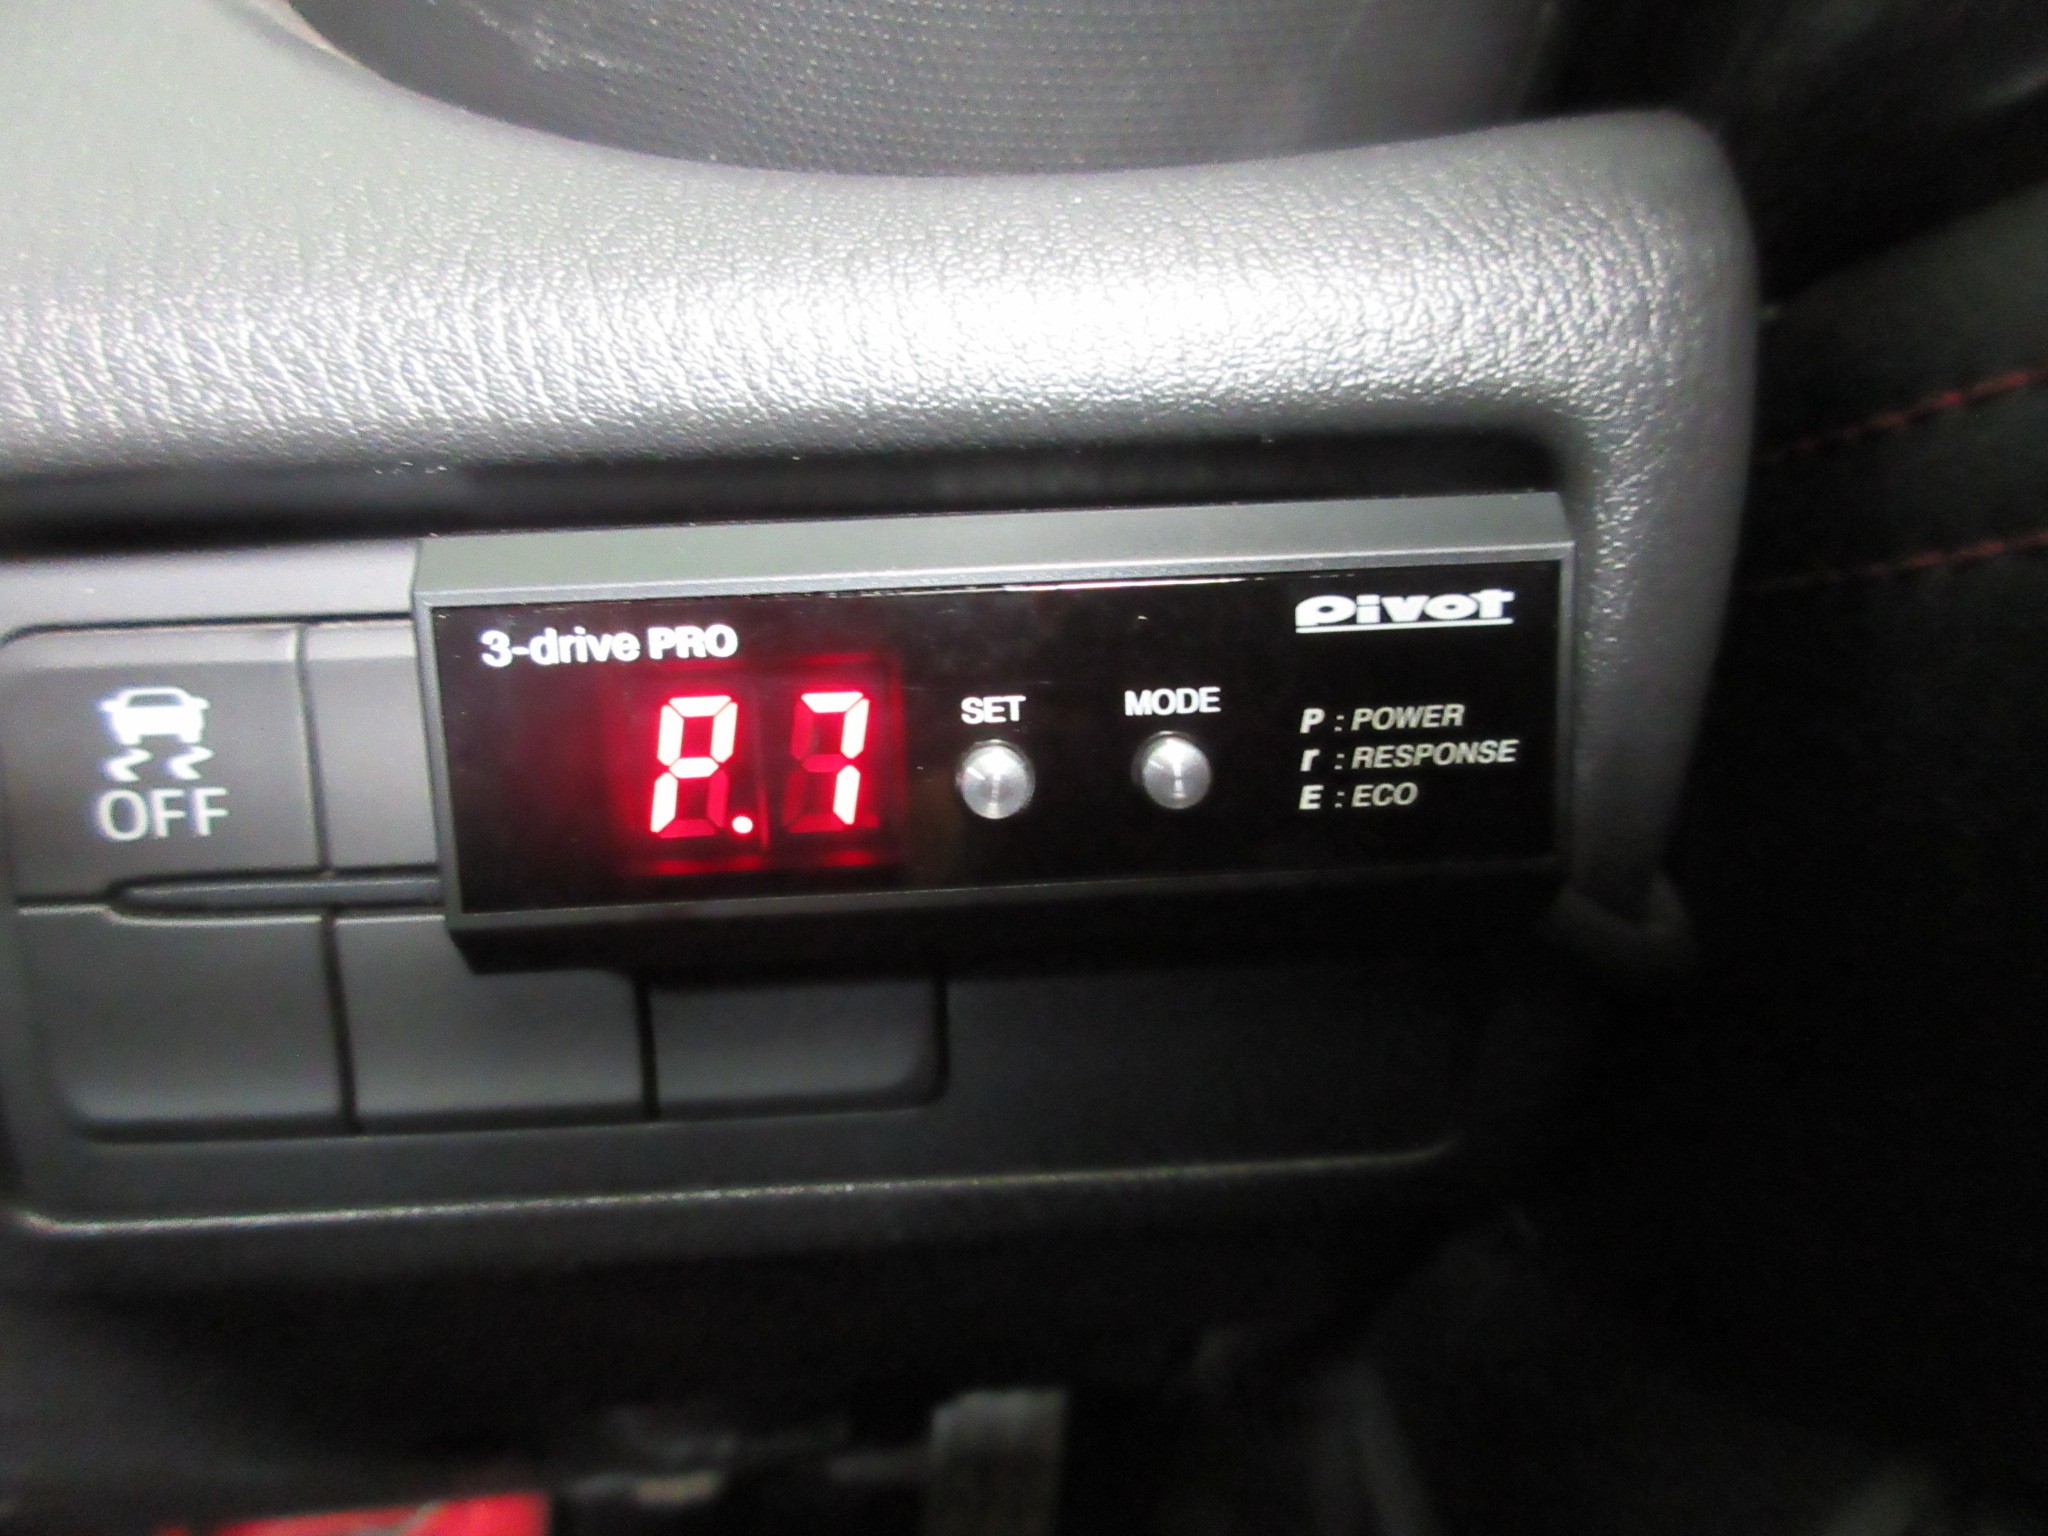 pivot
3-drive PRO
P.7
SET
MODE
P : POWER
r : RESPONSE
E : ECO
OFF